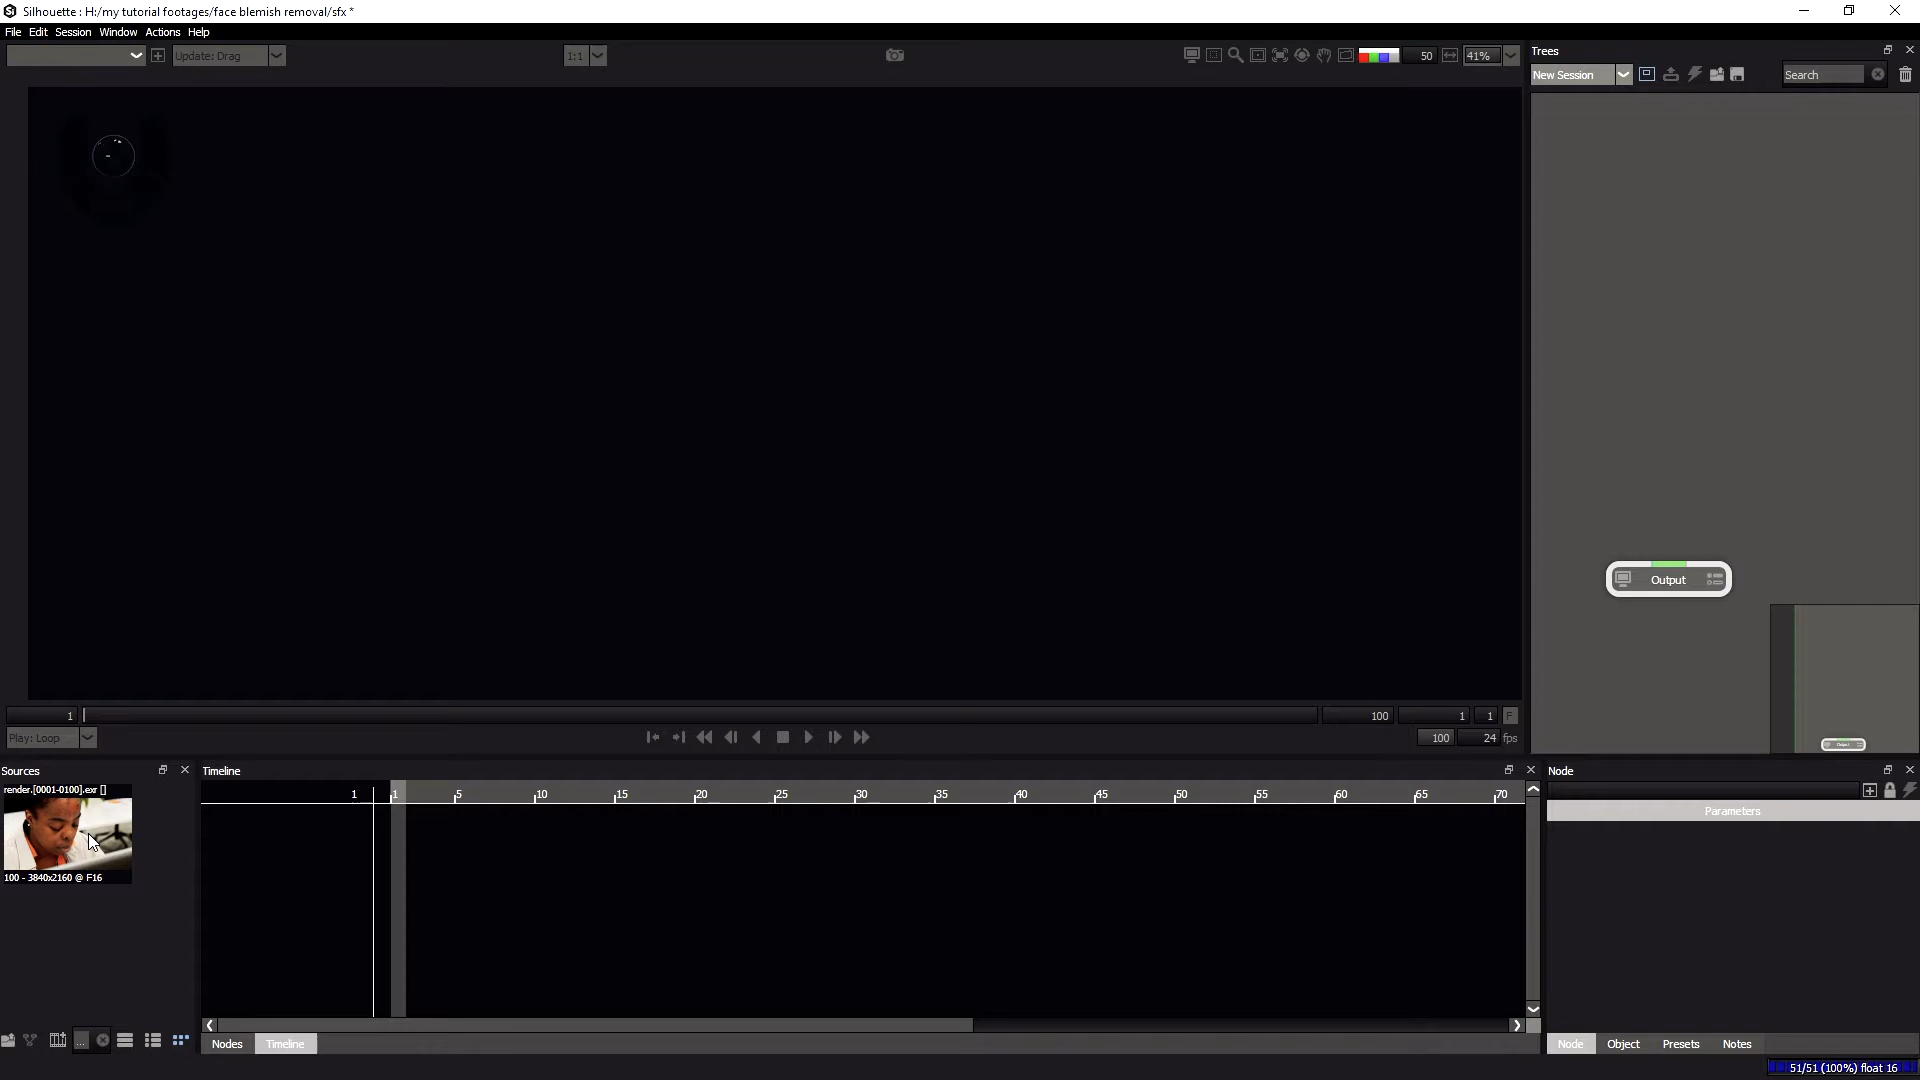 Silhouette : H:/my tutorial footages/face blemish removal/sfx *
File Edit Session Window Actions Help
Update: Drag
1:1
50
41%
Trees
New Session
Search
Output
Output
1
100
1
1
F
Play: Loop
100
24 fps
Sources
render.[0001-0100].exr []
100 - 3840x2160 @ F16
Timeline
1
1 5 10 15 20 25 30 35 40 45 50 55 60 65 70
Nodes
Timeline
Node
Parameters
Node
Object
Presets
Notes
51/51 (100%) float 16